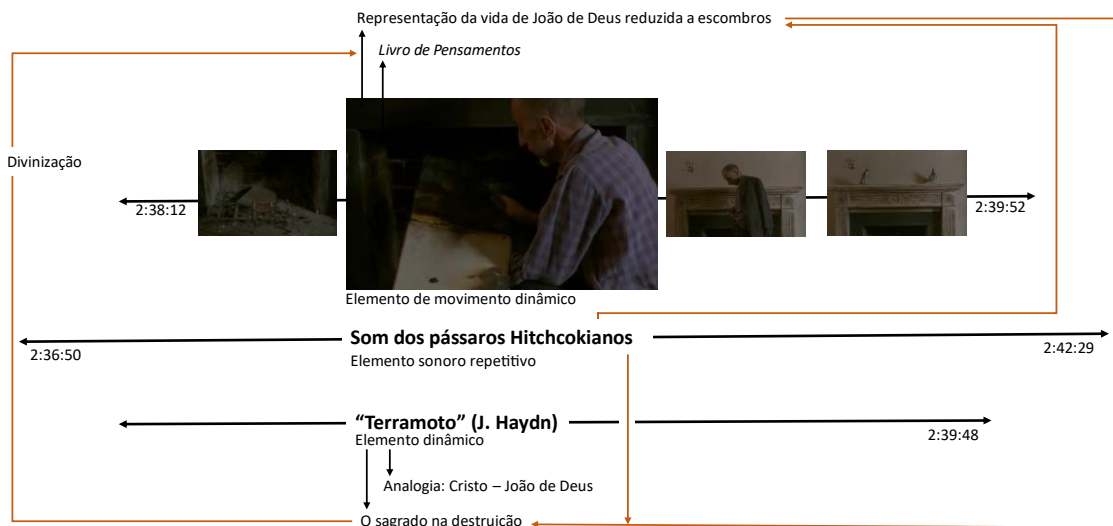 Representação da vida de João de Deus reduzida a escombros
Livro de Pensamentos
Divinização
2:38:12
2:39:52
Elemento de movimento dinâmico
Som dos pássaros Hitchcokianos
2:36:50
2:42:29
Elemento sonoro repetitivo
“Terramoto” (J. Haydn)
Elemento dinâmico
2:39:48
Analogia: Cristo – João de Deus
O sagrado na destruição